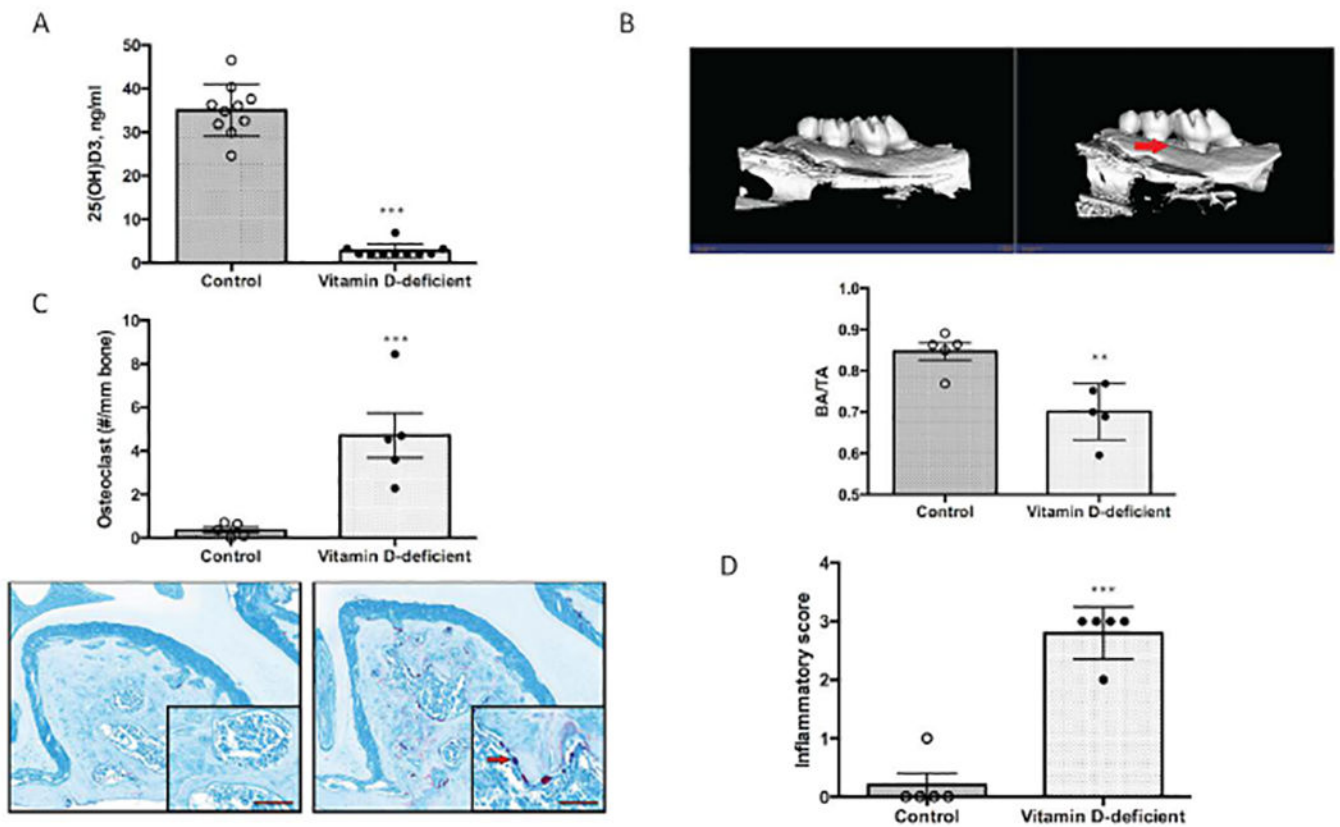 A
25(OH)D3, ng/ml
50
40
30
20
10
0
***
Control
Vitamin D-deficient
B
BA/TA
1.0
0.9
0.8
0.7
0.6
0.5
**
Control
Vitamin D-deficient
C
Osteoclast (#/mm bone)
10
8
6
4
2
0
***
Control
Vitamin D-deficient
D
Inflammatory score
4
3
2
1
0
***
Control
Vitamin D-deficient